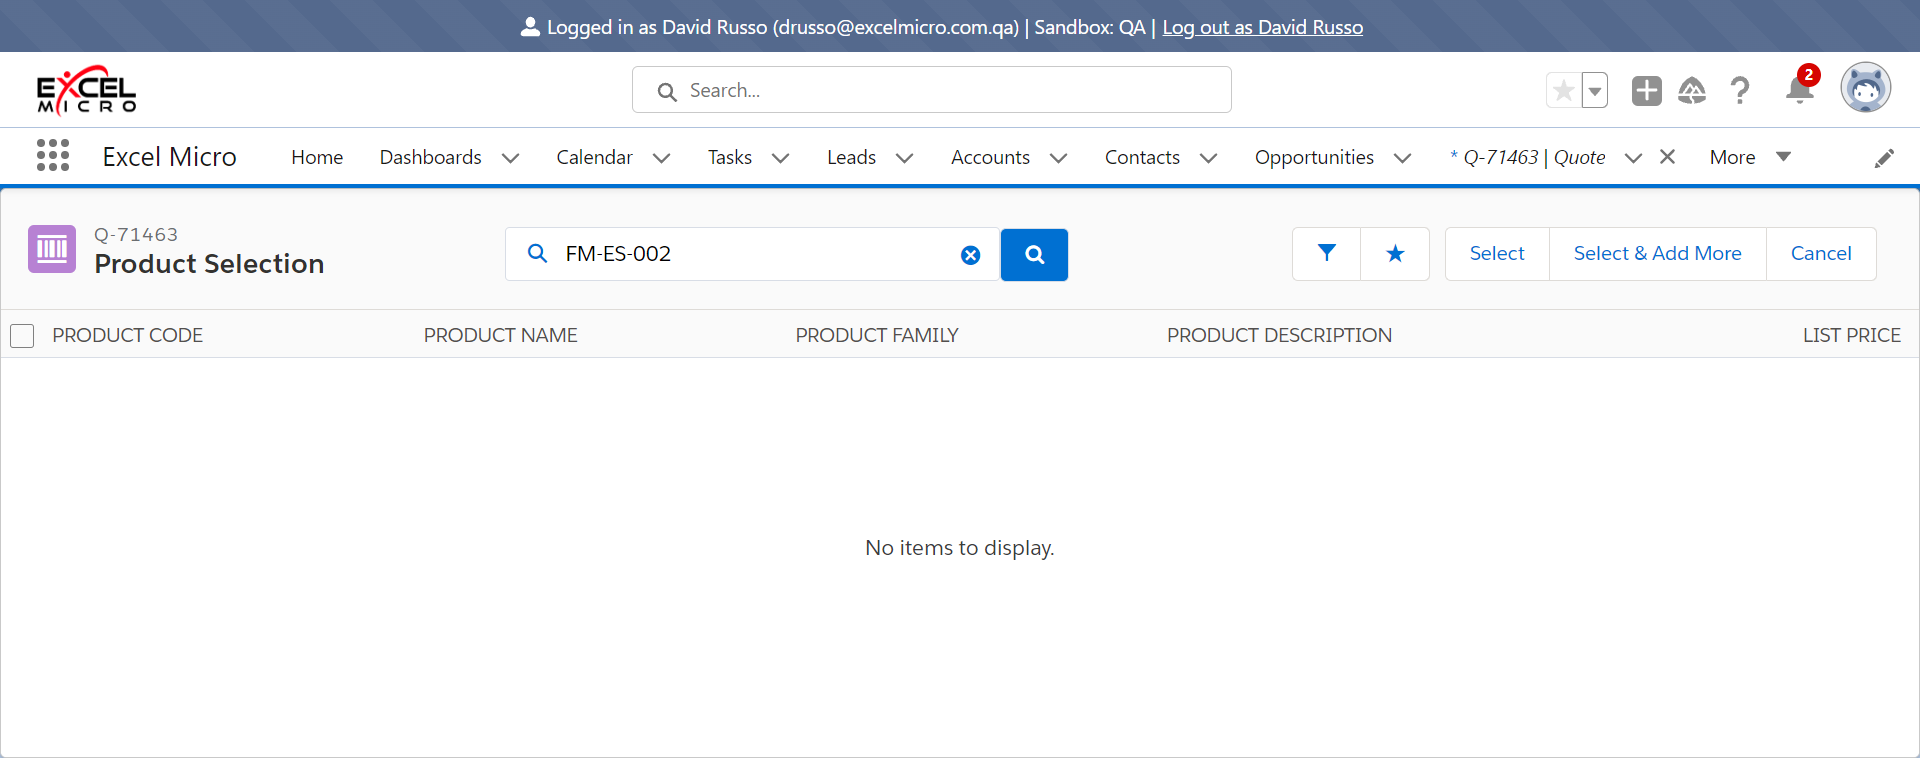 Logged in as David Russo (drusso@excelmicro.com.qa) | Sandbox: QA | Log out as David Russo
EXCEL
MICRO
Search...
2
Excel Micro Home Dashboards Calendar Tasks Leads Accounts Contacts Opportunities * Q-71463 | Quote More
Q-71463
Product Selection
FM-ES-002
Select Select & Add More Cancel
PRODUCT CODE PRODUCT NAME PRODUCT FAMILY PRODUCT DESCRIPTION LIST PRICE
No items to display.